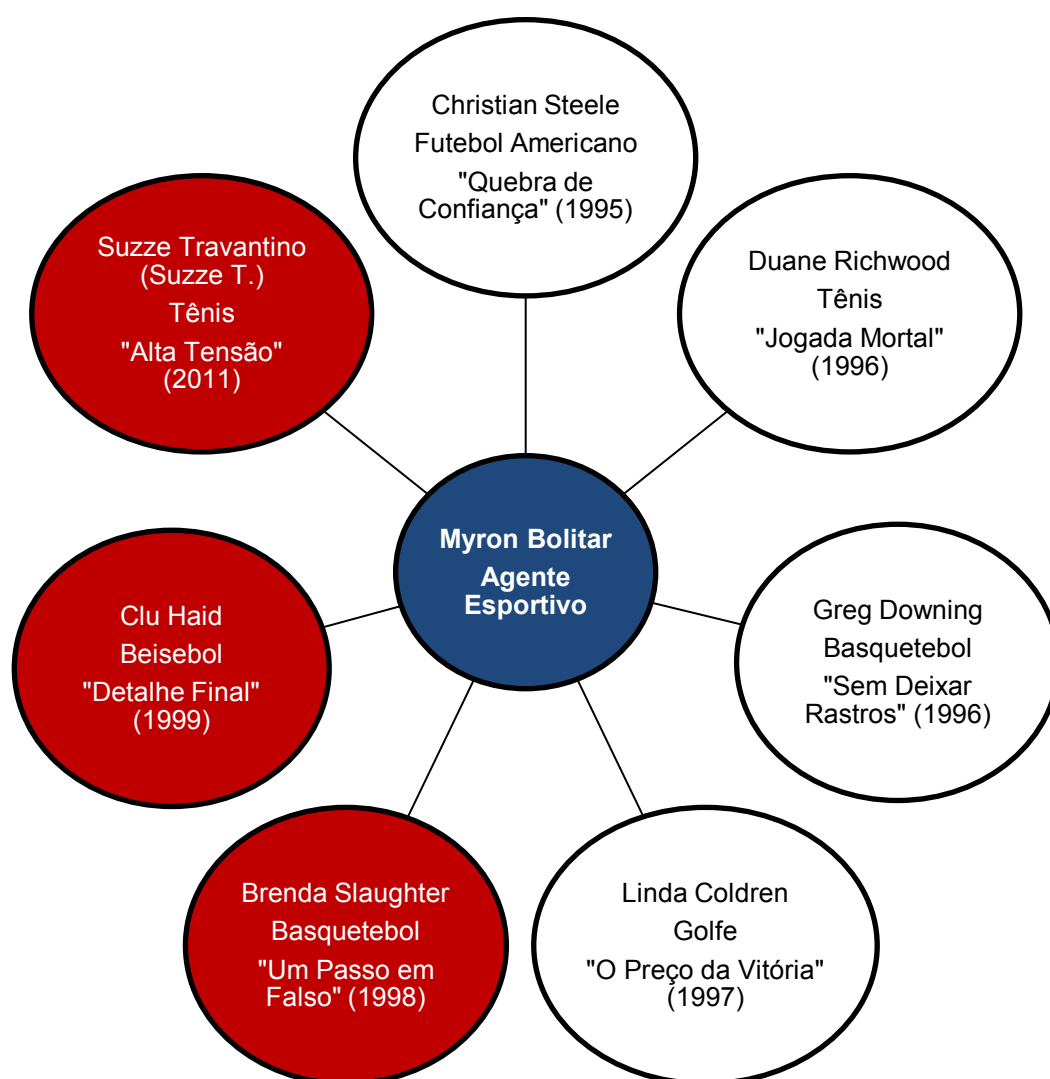 Christian Steele
Futebol Americano
"Quebra de
Confiança" (1995)
Duane Richwood
Tênis
"Jogada Mortal"
(1996)
Greg Downing
Basquetebol
"Sem Deixar
Rastros" (1996)
Linda Coldren
Golfe
"O Preço da Vitória"
(1997)
Brenda Slaughter
Basquetebol
"Um Passo em
Falso" (1998)
Clu Haid
Beisebol
"Detalhe Final"
(1999)
Suzze Travantino
(Suzze T.)
Tênis
"Alta Tensão"
(2011)
Myron Bolitar
Agente
Esportivo